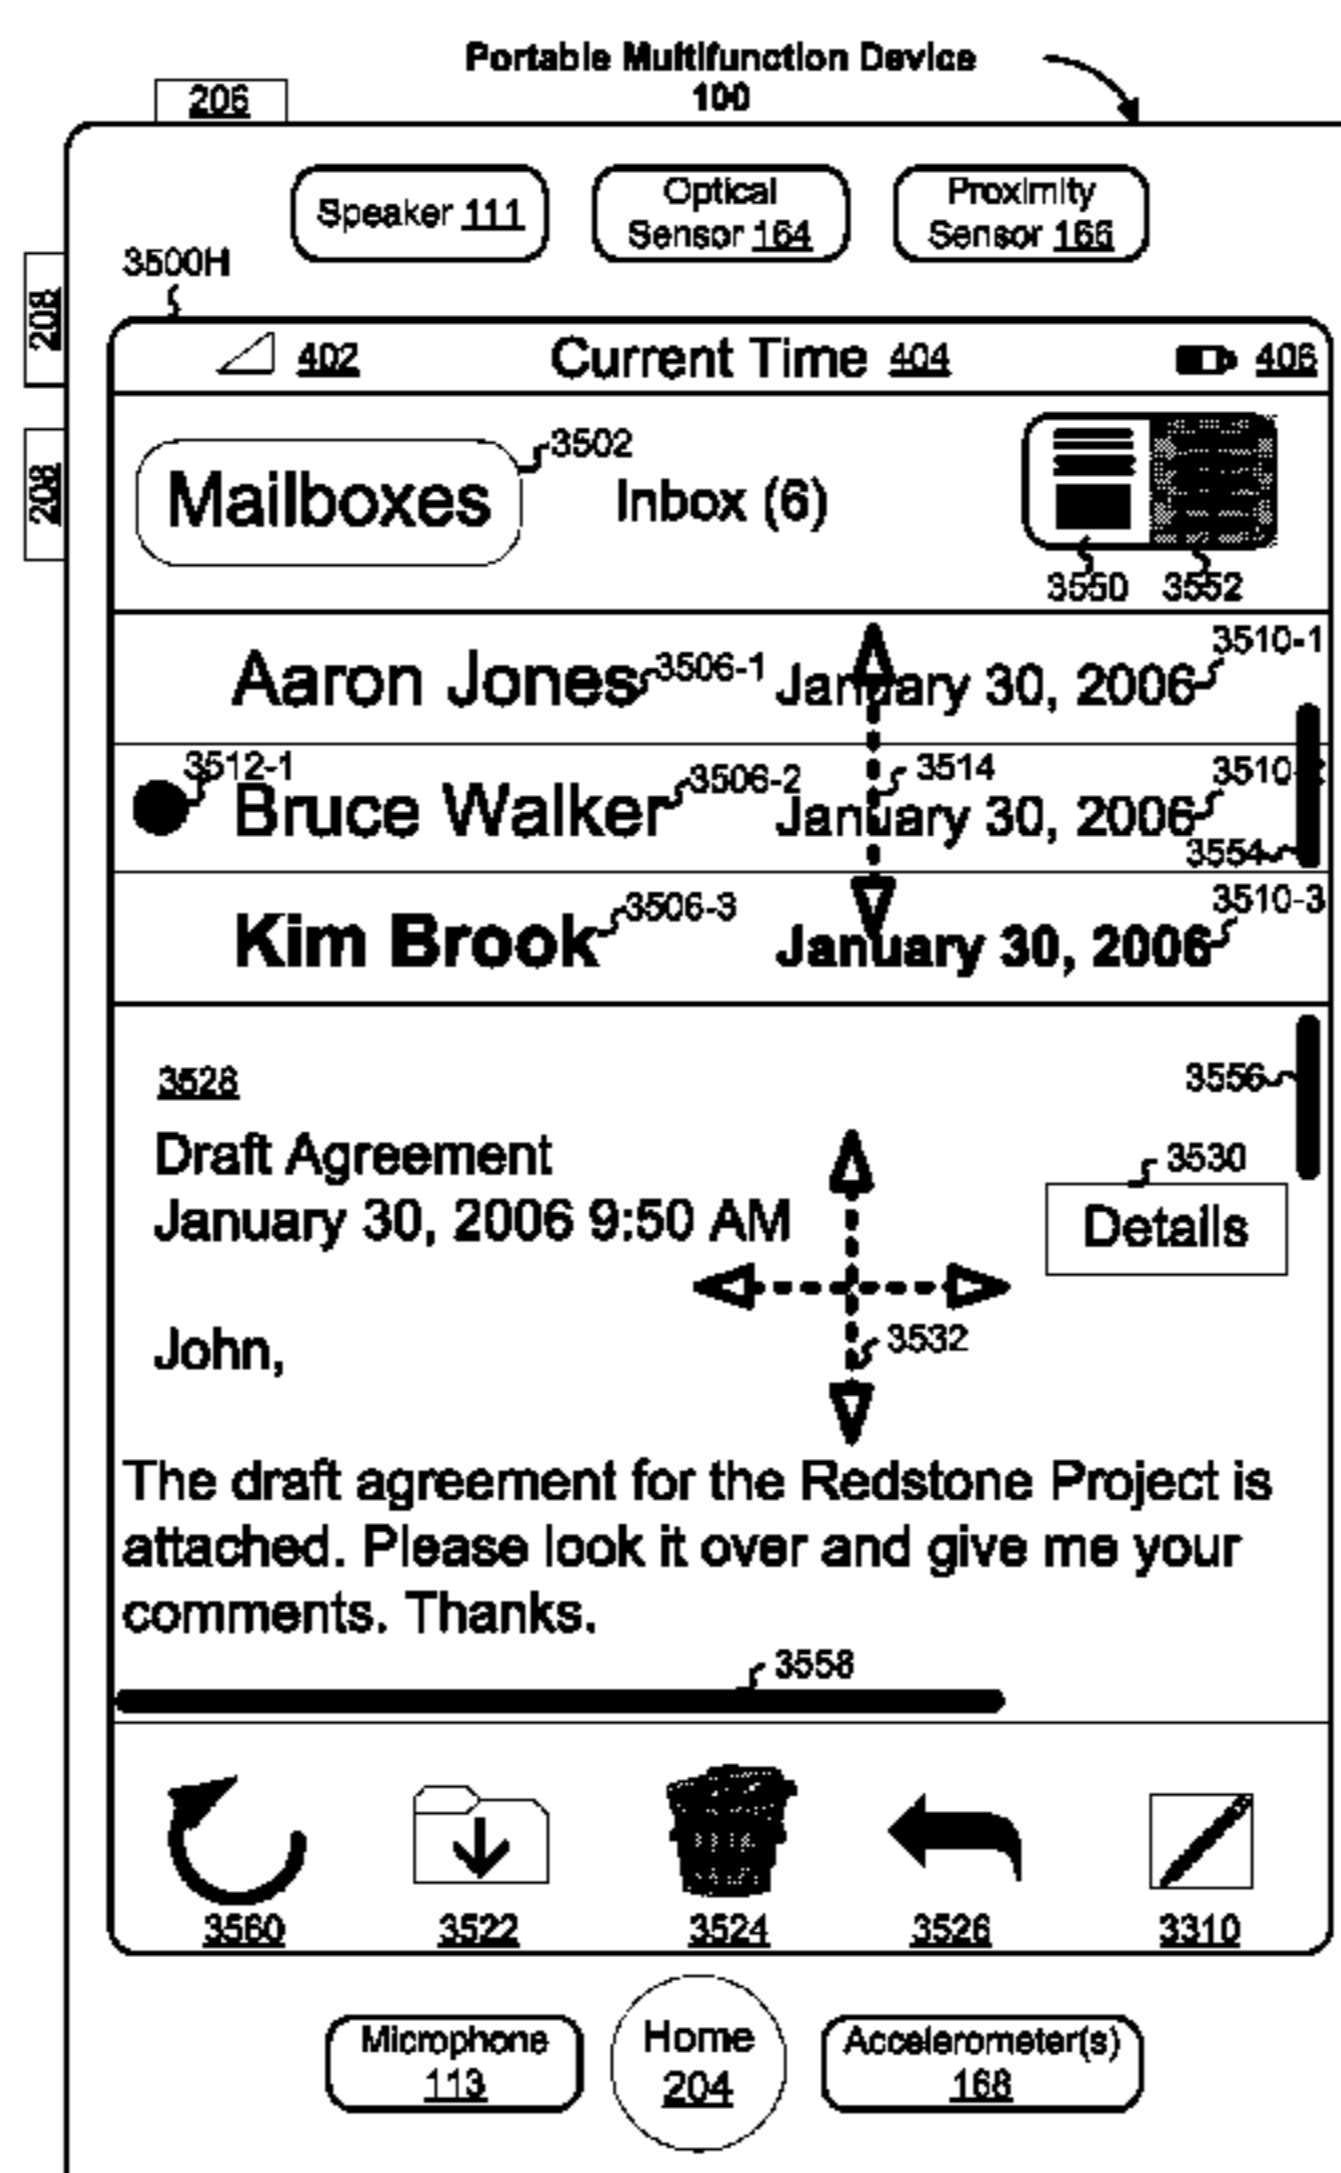 Portable Multifunction Device
100
206
Speaker 111
Optical
Sensor 164
Proximity
Sensor 166
3500H
208
402
Current Time 404
406
208
Mailboxes
3502
Inbox (6)
3550
3552
Aaron Jones
3506-1
January 30, 2006
3510-1
3512-1
Bruce Walker
3506-2
January 30, 2006
3514
3510-
3554
Kim Brook
3506-3
January 30, 2006
3510-3
3528
3556
Draft Agreement
3530
January 30, 2006 9:50 AM
Details
John,
3532
The draft agreement for the Redstone Project is
attached. Please look it over and give me your
comments. Thanks.
3558
3560
3522
3524
3526
3310
Microphone
113
Home
204
Accelerometer(s)
168